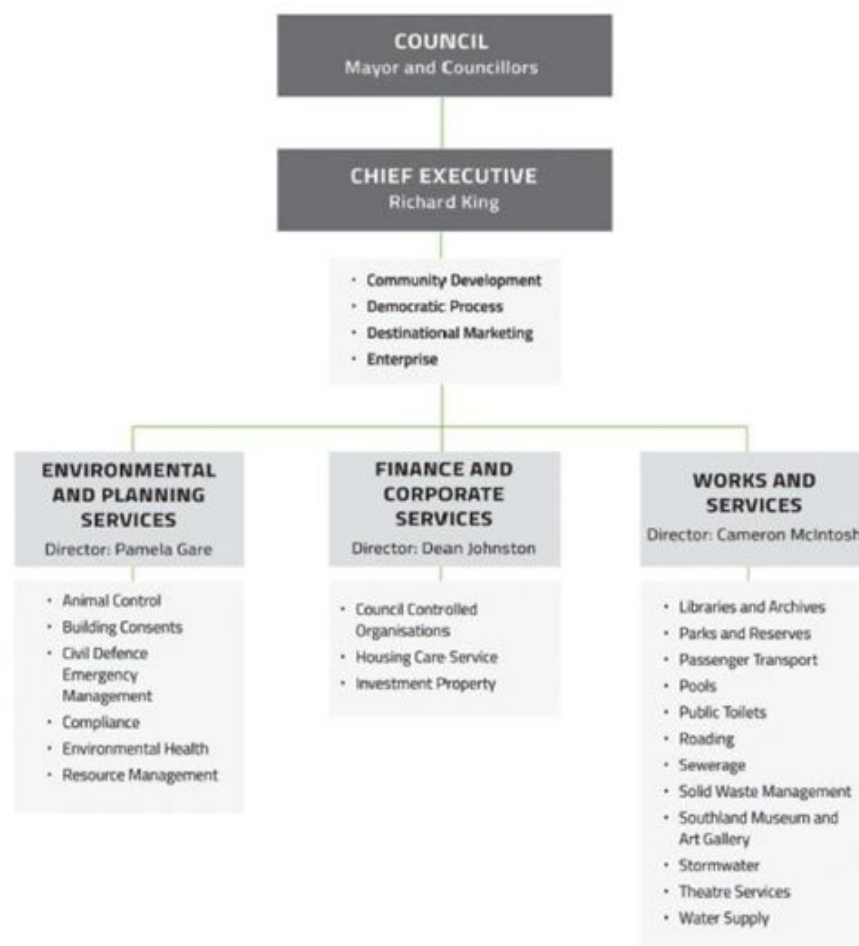 COUNCIL
Mayor and Councillors
CHIEF EXECUTIVE
Richard King
• Community Development
• Democratic Process
• Destinational Marketing
• Enterprise
ENVIRONMENTAL
AND PLANNING
SERVICES
Director: Pamela Gare
• Animal Control
• Building Consents
• Civil Defence
Emergency
Management
• Compliance
• Environmental Health
• Resource Management
FINANCE AND
CORPORATE
SERVICES
Director: Dean Johnston
• Council Controlled
Organisations
• Housing Care Service
• Investment Property
WORKS AND
SERVICES
Director: Cameron McIntosh
• Libraries and Archives
• Parks and Reserves
• Passenger Transport
• Pools
• Public Toilets
• Roading
• Sewerage
• Solid Waste Management
• Southland Museum and
Art Gallery
• Stormwater
• Theatre Services
• Water Supply